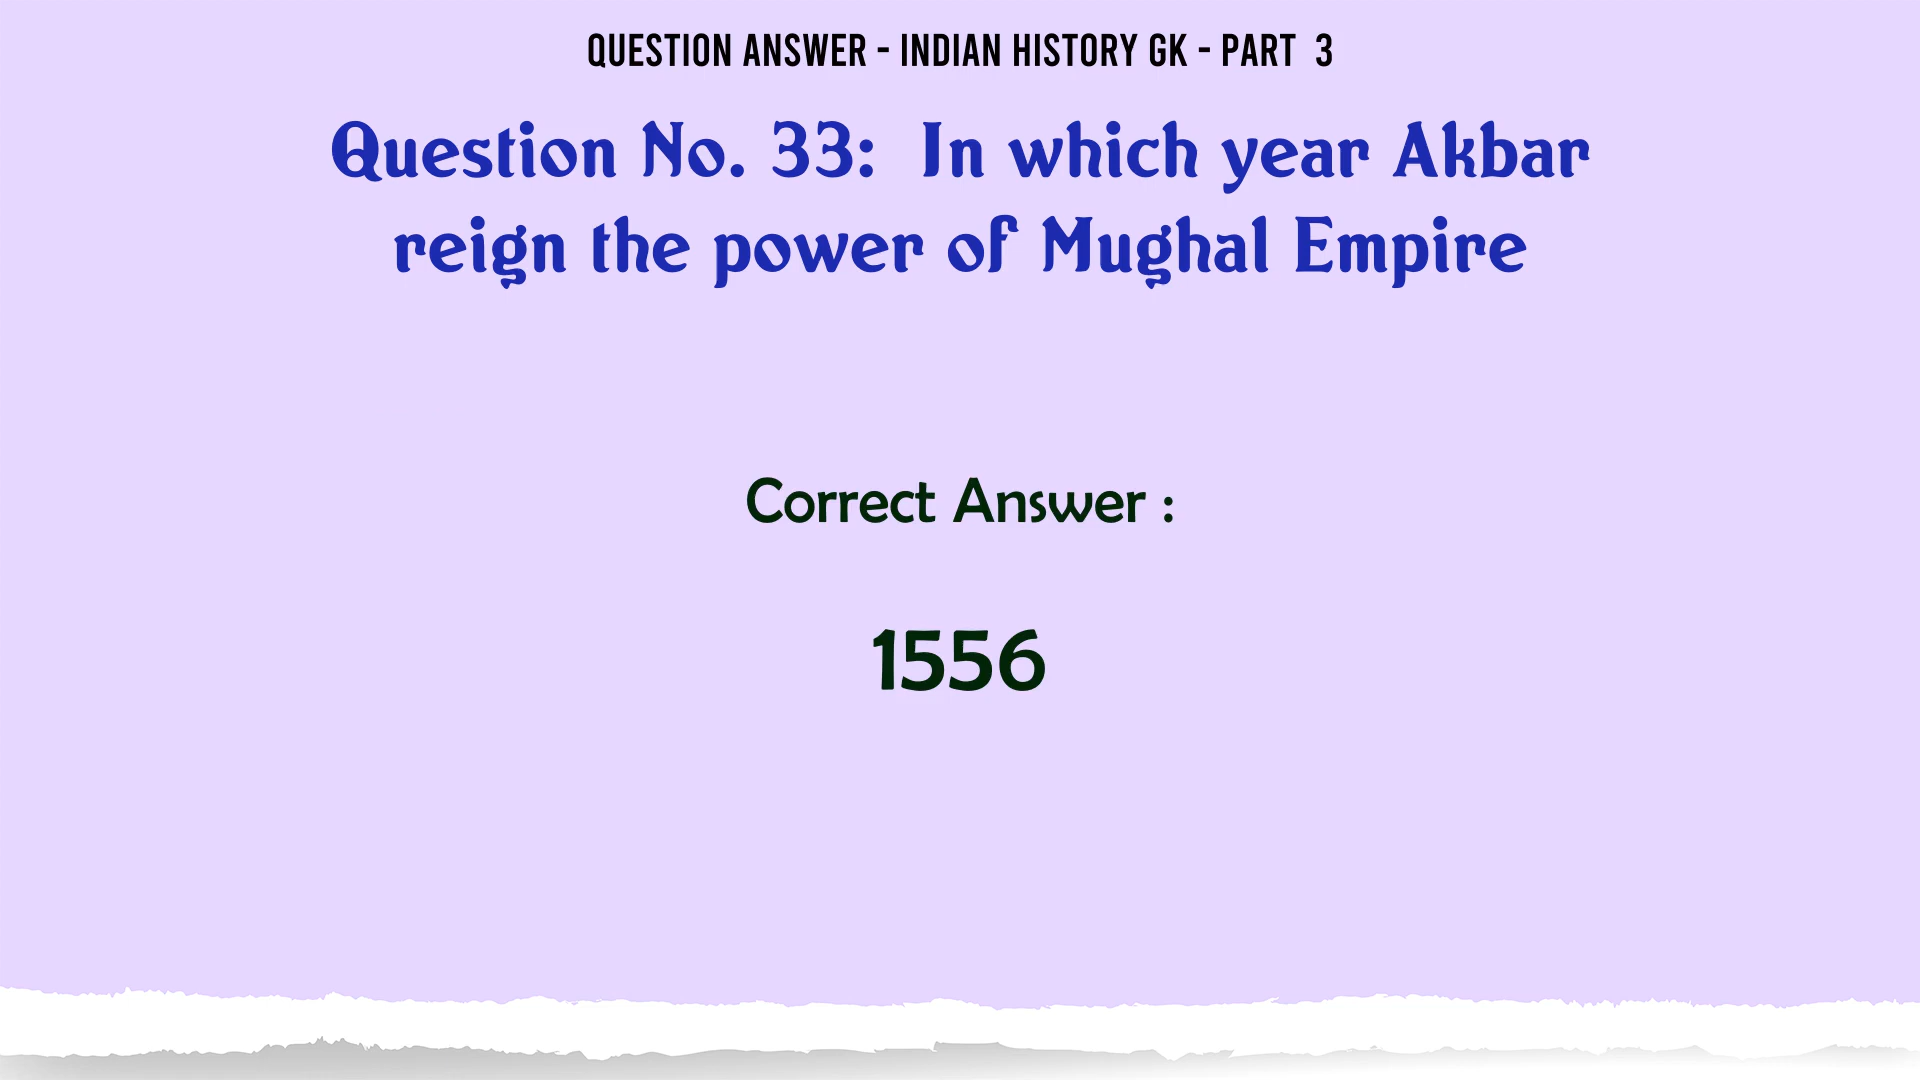 QUESTION ANSWER - INDIAN HISTORY GK - PART 3
Question No. 33: In which year Akbar
reign the power of Mughal Empire
Correct Answer :
1556